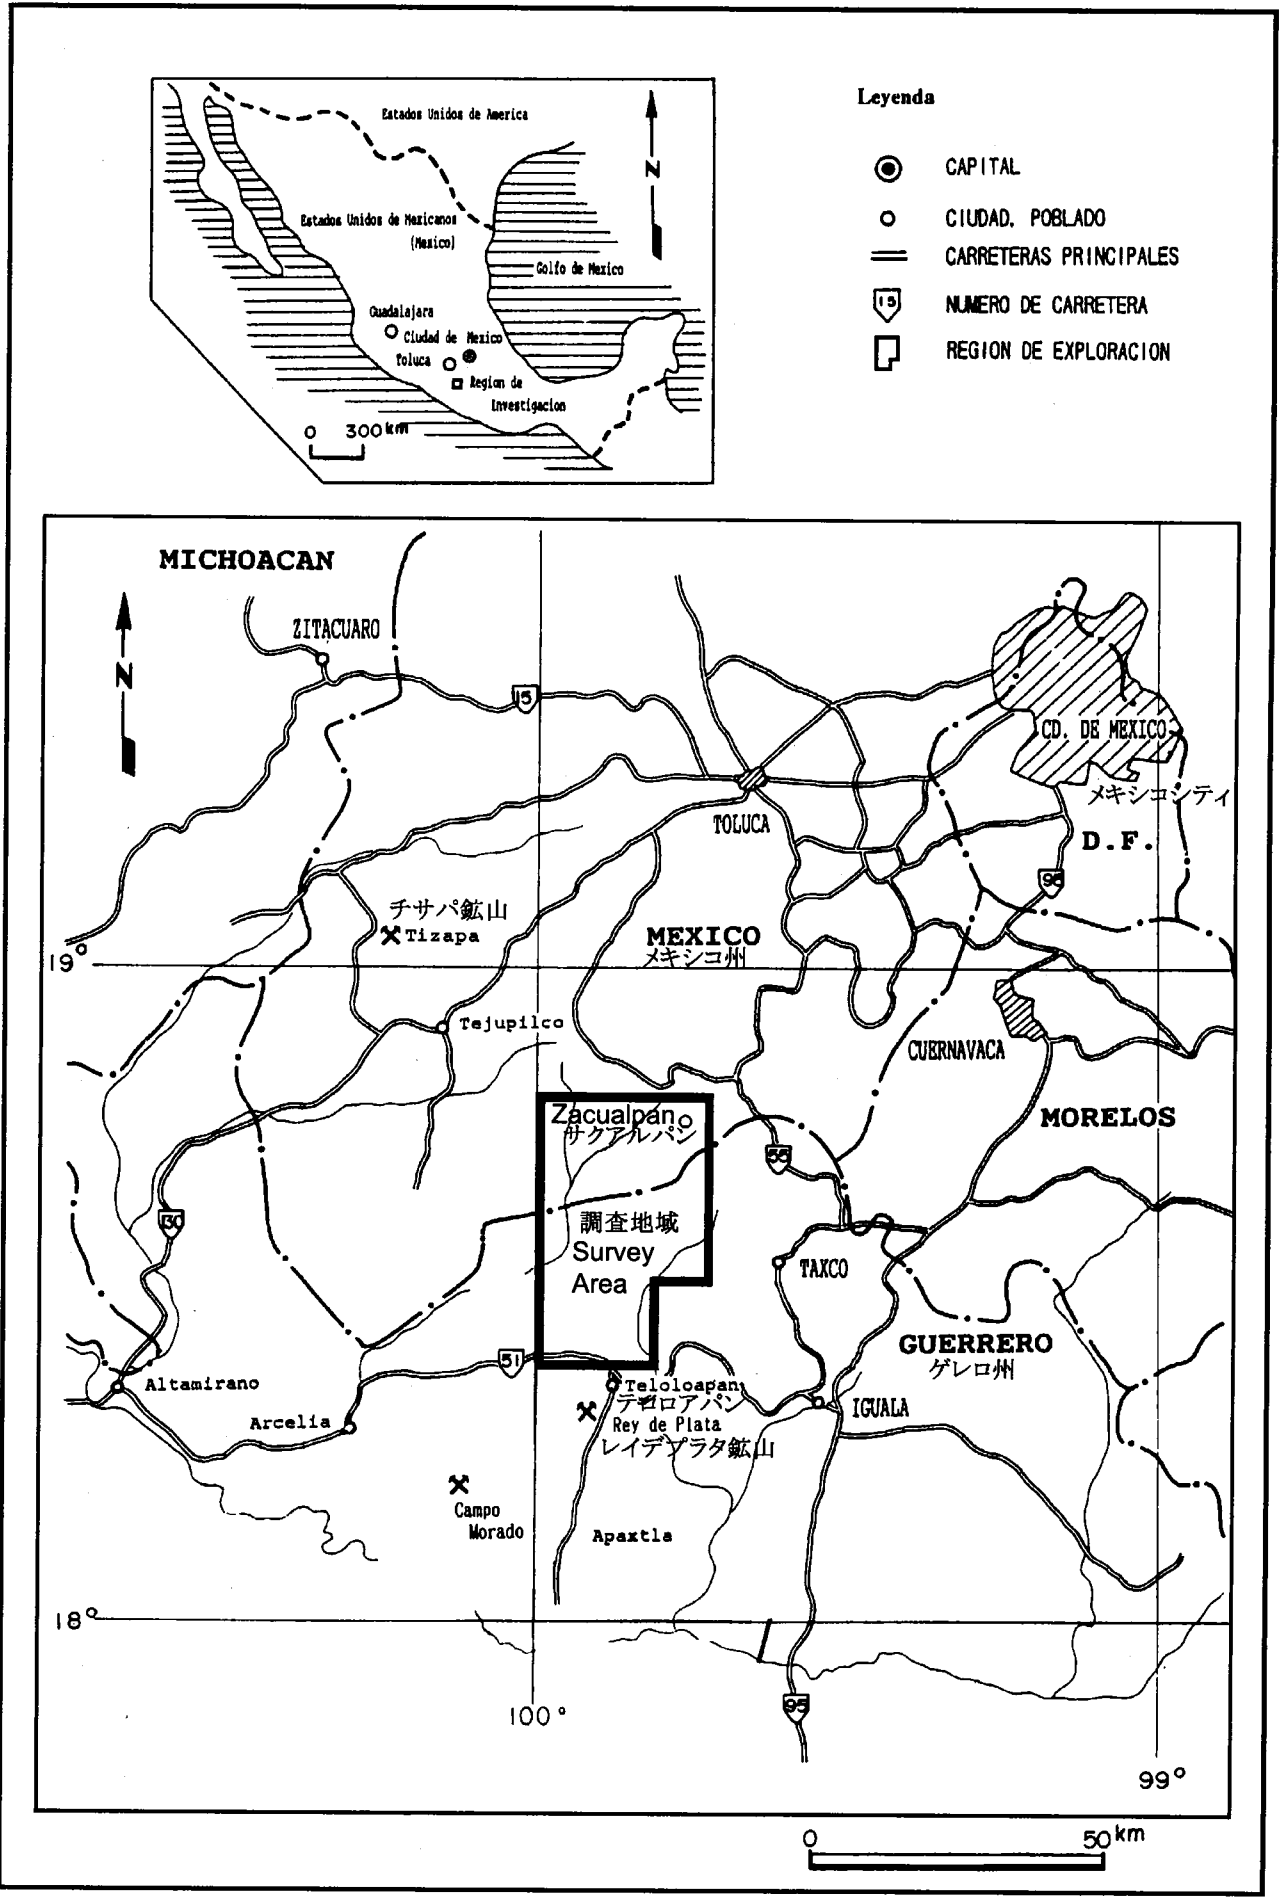 Leyenda
CAPITAL
CIUDAD, POBLADO
CARRETERAS PRINCIPALES
15
NUMERO DE CARRETERA
REGION DE EXPLORACION
Estados Unidos de America
N
Estados Unidos de Mexicanos
(Mexico)
Golfo de Mexico
Guadalajara
Ciudad de Mexico
Toluca
Region de
Investigacion
0 300km
MICHOACAN
N
ZITACUARO
15
CD. DE MEXICO
メキシコシティ
TOLUCA
D.F.
95
チサパ鉱山
Tizapa
MEXICO
メキシコ州
19°
Tejupilco
CUERNAVACA
Zacualpan
サクアルパン
MORELOS
55
130
調査地域
Survey
Area
TAXCO
GUERRERO
ゲレロ州
51
Altamirano
Teloloapan
テロロアパン
Arcelia
IGUALA
Rey de Plata
レイデプラタ鉱山
Campo
Morado
Apaxtla
18°
100°
95
99°
0 50km